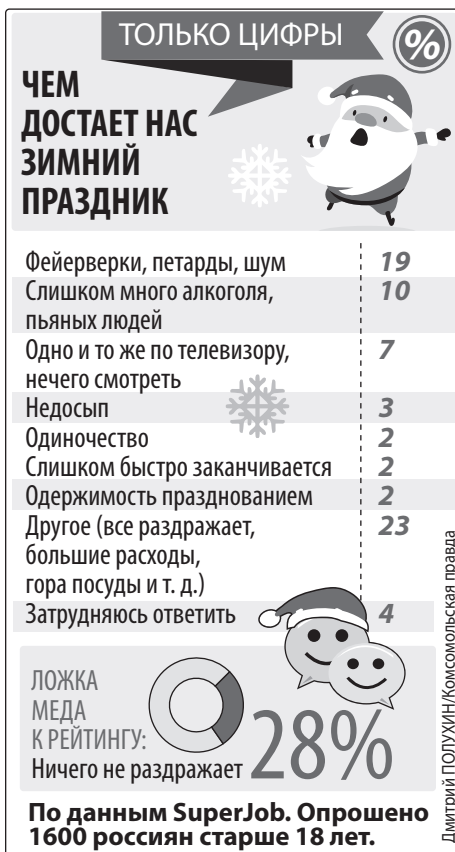 ТОЛЬКО ЦИФРЫ
%
ЧЕМ
ДОСТАЕТ НАС
ЗИМНИЙ
ПРАЗДНИК
Фейерверки, петарды, шум 19
Слишком много алкоголя, 10
пьяных людей
Одно и то же по телевизору, 7
нечего смотреть
Недосып 3
Одиночество 2
Слишком быстро заканчивается 2
Одержимость празднованием 2
Другое (все раздражает, 23
большие расходы,
гора посуды и т. д.)
Затрудняюсь ответить 4
ЛОЖКА
МЕДА
К РЕЙТИНГУ:
Ничего не раздражает 28%
По данным SuperJob. Опрошено
1600 россиян старше 18 лет.
Дмитрий ПОЛУХИН/Комсомольская правда